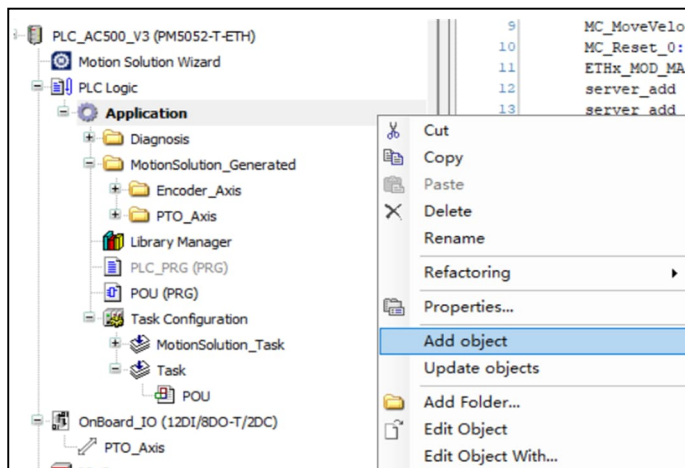 PLC_AC500_V3 (PM5052-T-ETH)
Motion Solution Wizard
PLC Logic
Application
Diagnosis
MotionSolution_Generated
Encoder_Axis
PTO_Axis
Library Manager
PLC_PRG (PRG)
POU (PRG)
Task Configuration
MotionSolution_Task
Task
POU
OnBoard_IO (12DI/8DO-T/2DC)
PTO_Axis
9 MC_MoveVelo
10 MC_Reset_0:
11 ETHx_MOD_MA
12 server_add
13 server_add
Cut
Copy
Paste
Delete
Rename
Refactoring
Properties...
Add object
Update objects
Add Folder...
Edit Object
Edit Object With...